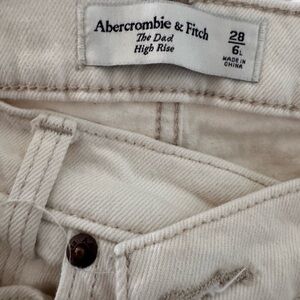 Abercrombie & Fitch
The Dad
High Rise
28
6L
MADE IN
CHINA